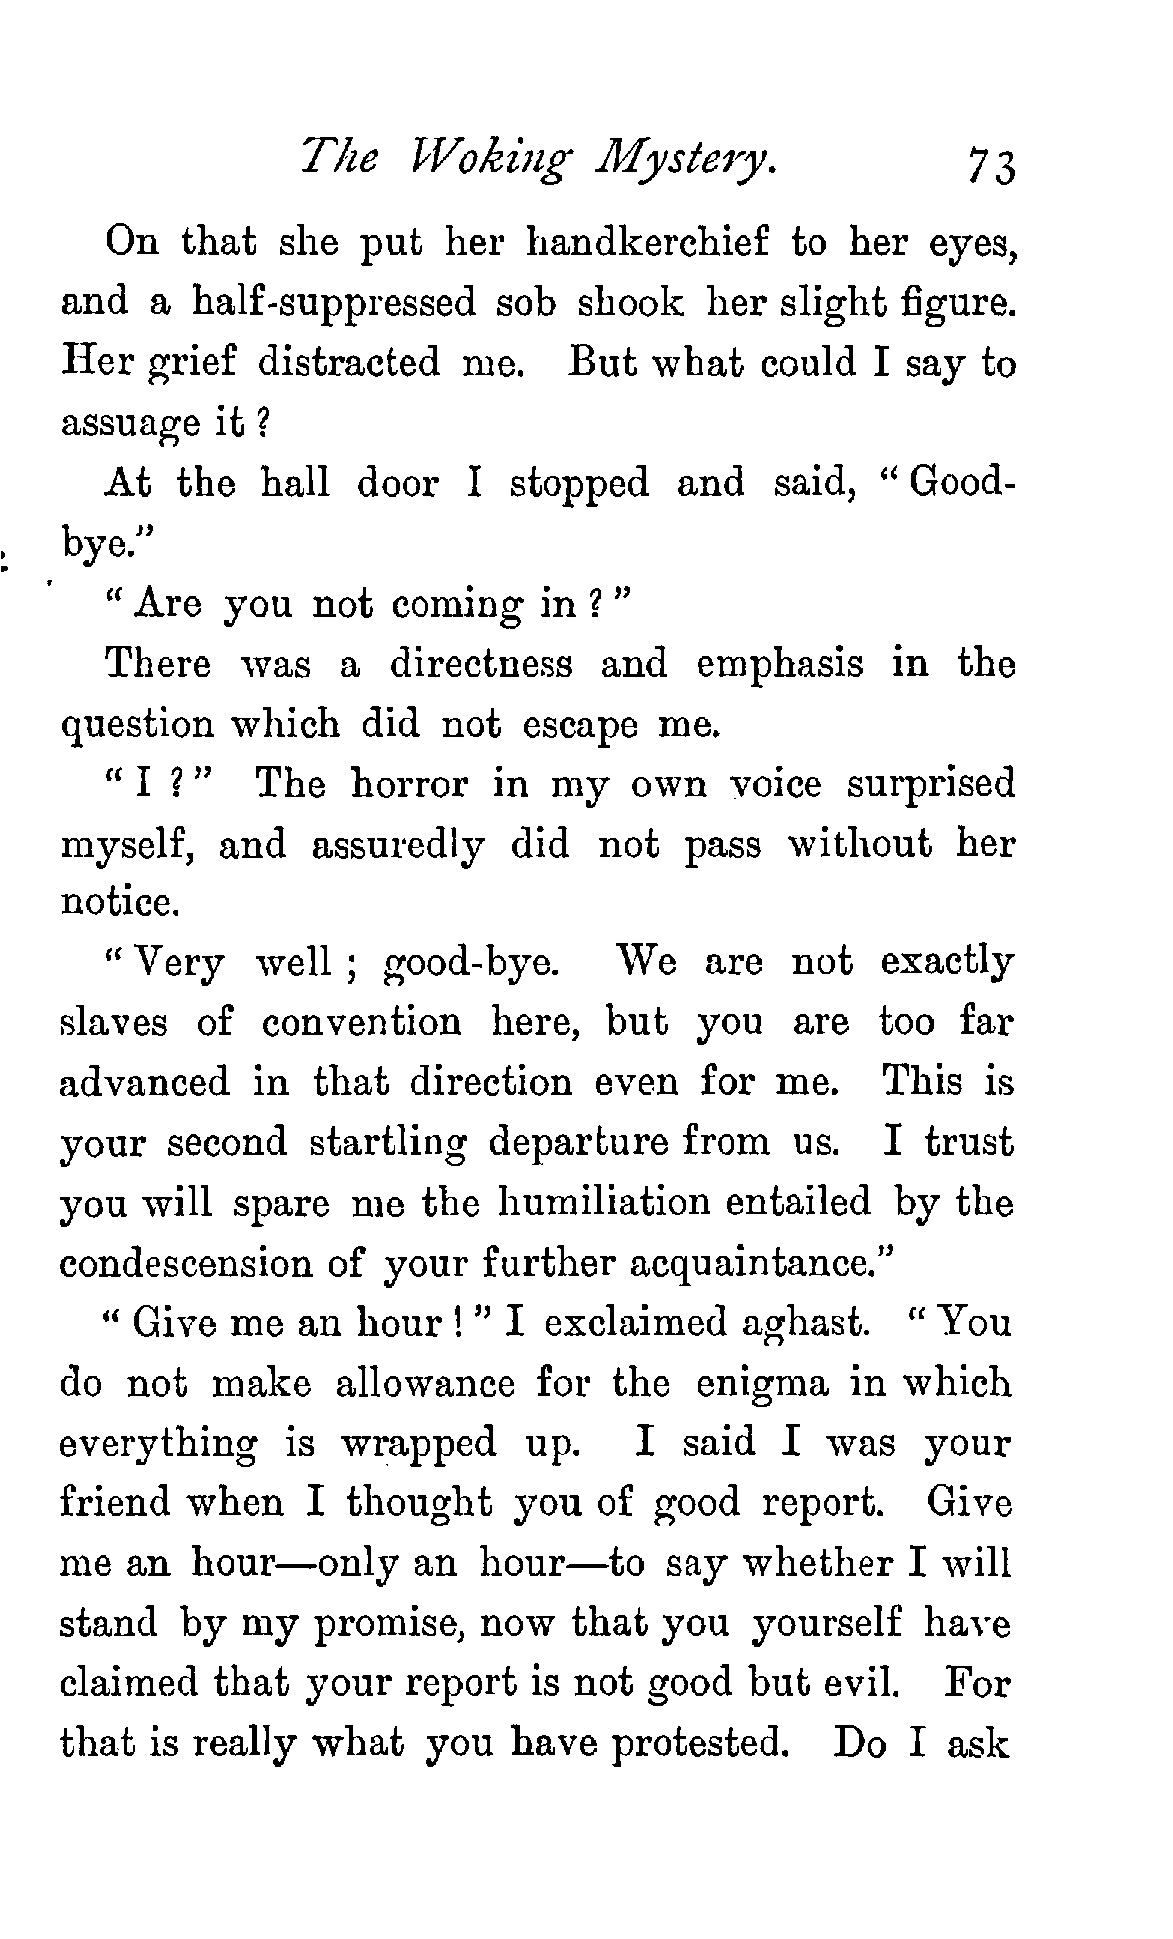 The Woking Mystery. 73
On that she put her handkerchief to her eyes,
and a half-suppressed sob shook her slight figure.
Her grief distracted me. But what could I say to
assuage it ?
At the hall door I stopped and said, " Good-
bye."
" Are you not coming in ? "
There was a directness and emphasis in the
question which did not escape me.
" I ? " The horror in my own voice surprised
myself, and assuredly did not pass without her
notice.
" Very well ; good-bye. We are not exactly
slaves of convention here, but you are too far
advanced in that direction even for me. This is
your second startling departure from us. I trust
you will spare me the humiliation entailed by the
condescension of your further acquaintance."
" Give me an hour ! " I exclaimed aghast. " You
do not make allowance for the enigma in which
everything is wrapped up. I said I was your
friend when I thought you of good report. Give
me an hour—only an hour—to say whether I will
stand by my promise, now that you yourself have
claimed that your report is not good but evil. For
that is really what you have protested. Do I ask